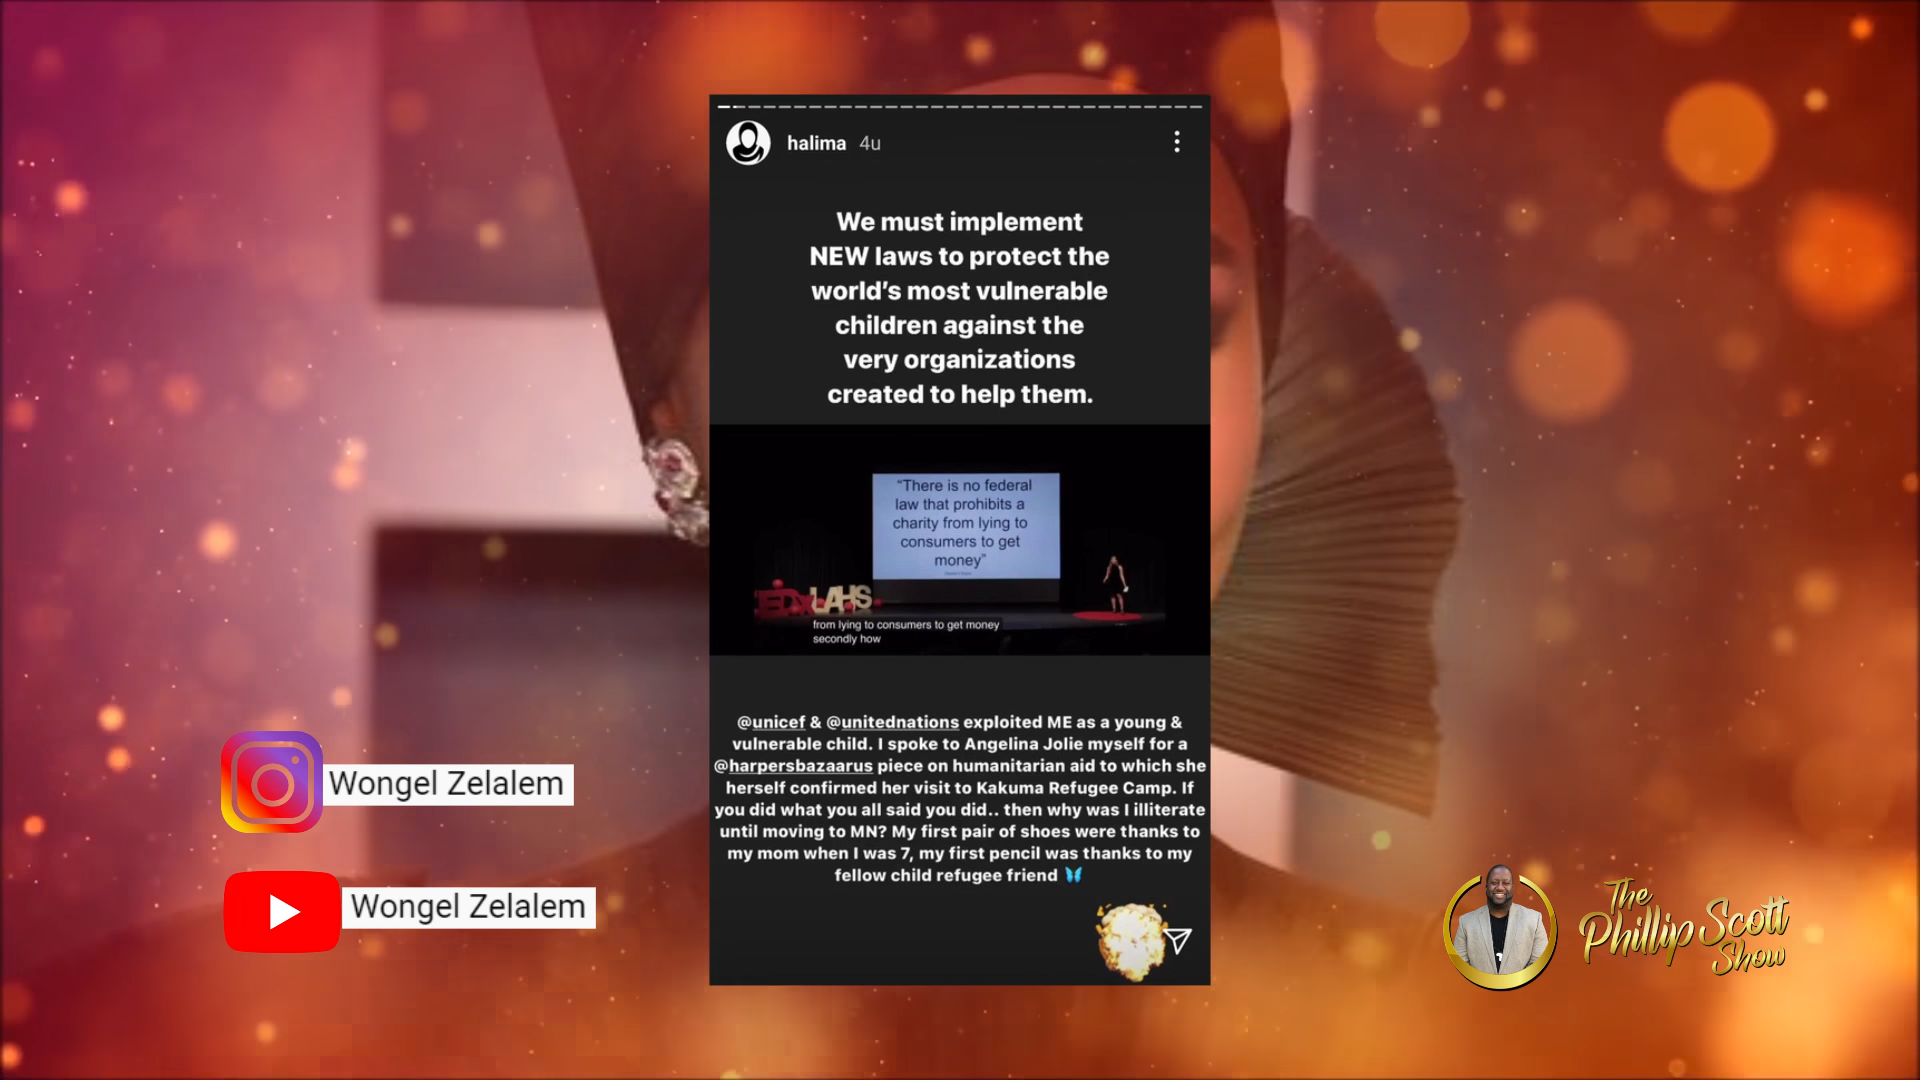 halima 4u
We must implement
NEW laws to protect the
world's most vulnerable
children against the
very organizations
created to help them.
"There is no federal
law that prohibits a
charity from lying to
consumers to get
money"
LAHS
from lying to consumers to get money
secondly how
@unicef & @unitednations exploited ME as a young &
vulnerable child. I spoke to Angelina Jolie myself for a
@harpersbazaarus piece on humanitarian aid to which she
herself confirmed her visit to Kakuma Refugee Camp. If
you did what you all said you did.. then why was I illiterate
until moving to MN? My first pair of shoes were thanks to
my mom when I was 7, my first pencil was thanks to my
fellow child refugee friend
Wongel Zelalem
Wongel Zelalem
The
Phillip Scott
Show